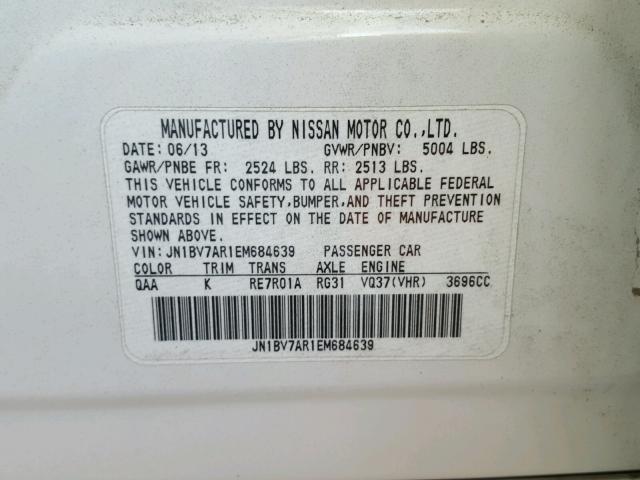 MANUFACTURED BY NISSAN MOTOR CO.,LTD.
DATE: 06/13 GVWR/PNBV: 5004 LBS.
GAWR/PNBE FR: 2524 LBS. RR: 2513 LBS.
THIS VEHICLE CONFORMS TO ALL APPLICABLE FEDERAL
MOTOR VEHICLE SAFETY,BUMPER,AND THEFT PREVENTION
STANDARDS IN EFFECT ON THE DATE OF MANUFACTURE
SHOWN ABOVE.
VIN: JN1BV7AR1EM684639 PASSENGER CAR
COLOR TRIM TRANS AXLE ENGINE
QAA K RE7R01A RG31 VQ37(VHR) 3696CC
JN1BV7AR1EM684639